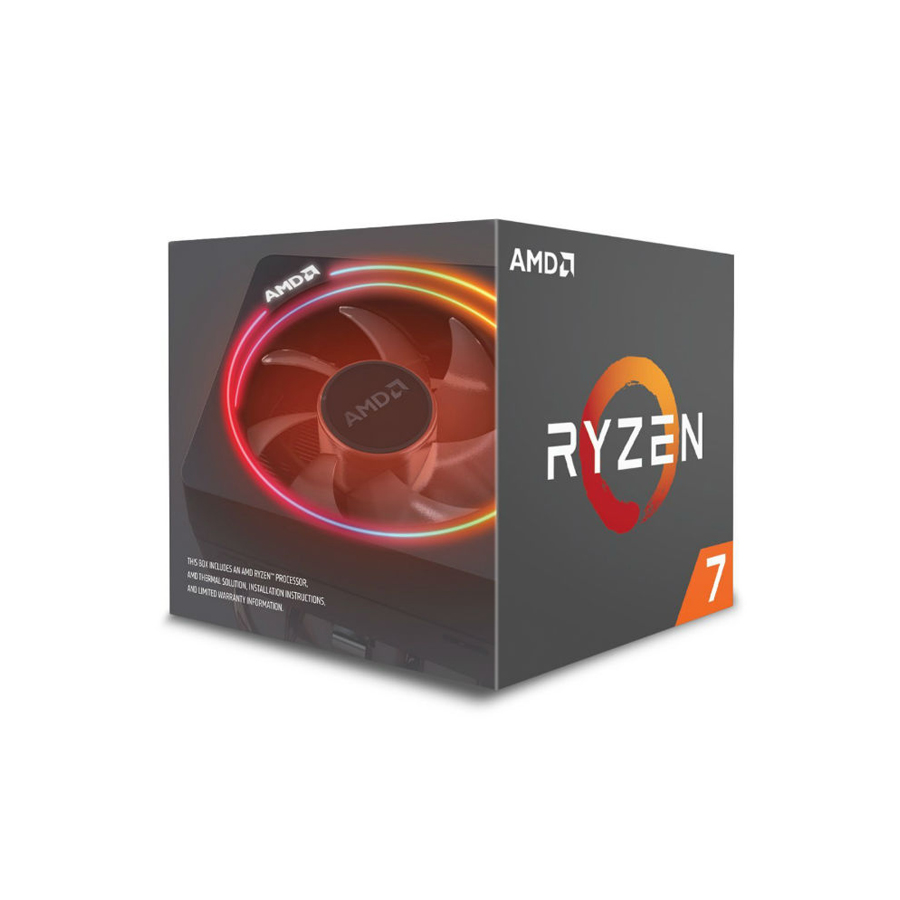 AMD
AMD
THIS BOX INCLUDES AN AMD RYZEN™ PROCESSOR,
AMD THERMAL SOLUTION, INSTALLATION INSTRUCTIONS,
AND LIMITED WARRANTY INFORMATION.
AMD
RYZEN
7